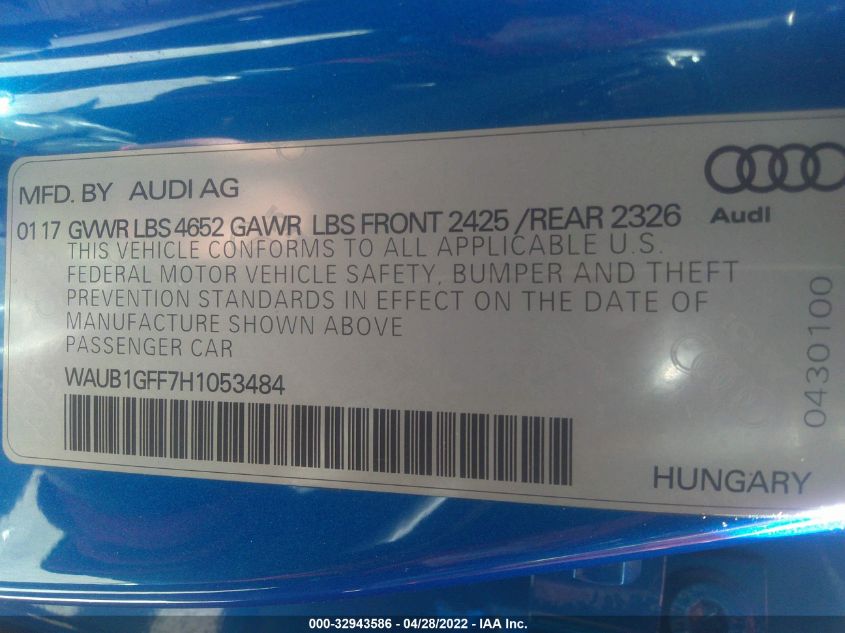 MFD. BY AUDI AG
01 17 GVWR LBS 4652 GAWR LBS FRONT 2425 /REAR 2326
Audi
THIS VEHICLE CONFORMS TO ALL APPLICABLE U.S.
FEDERAL MOTOR VEHICLE SAFETY, BUMPER AND THEFT
PREVENTION STANDARDS IN EFFECT ON THE DATE OF
MANUFACTURE SHOWN ABOVE
PASSENGER CAR
WAUB1GFF7H1053484
0430100
HUNGARY
000-32943586 - 04/28/2022 - IAA Inc.